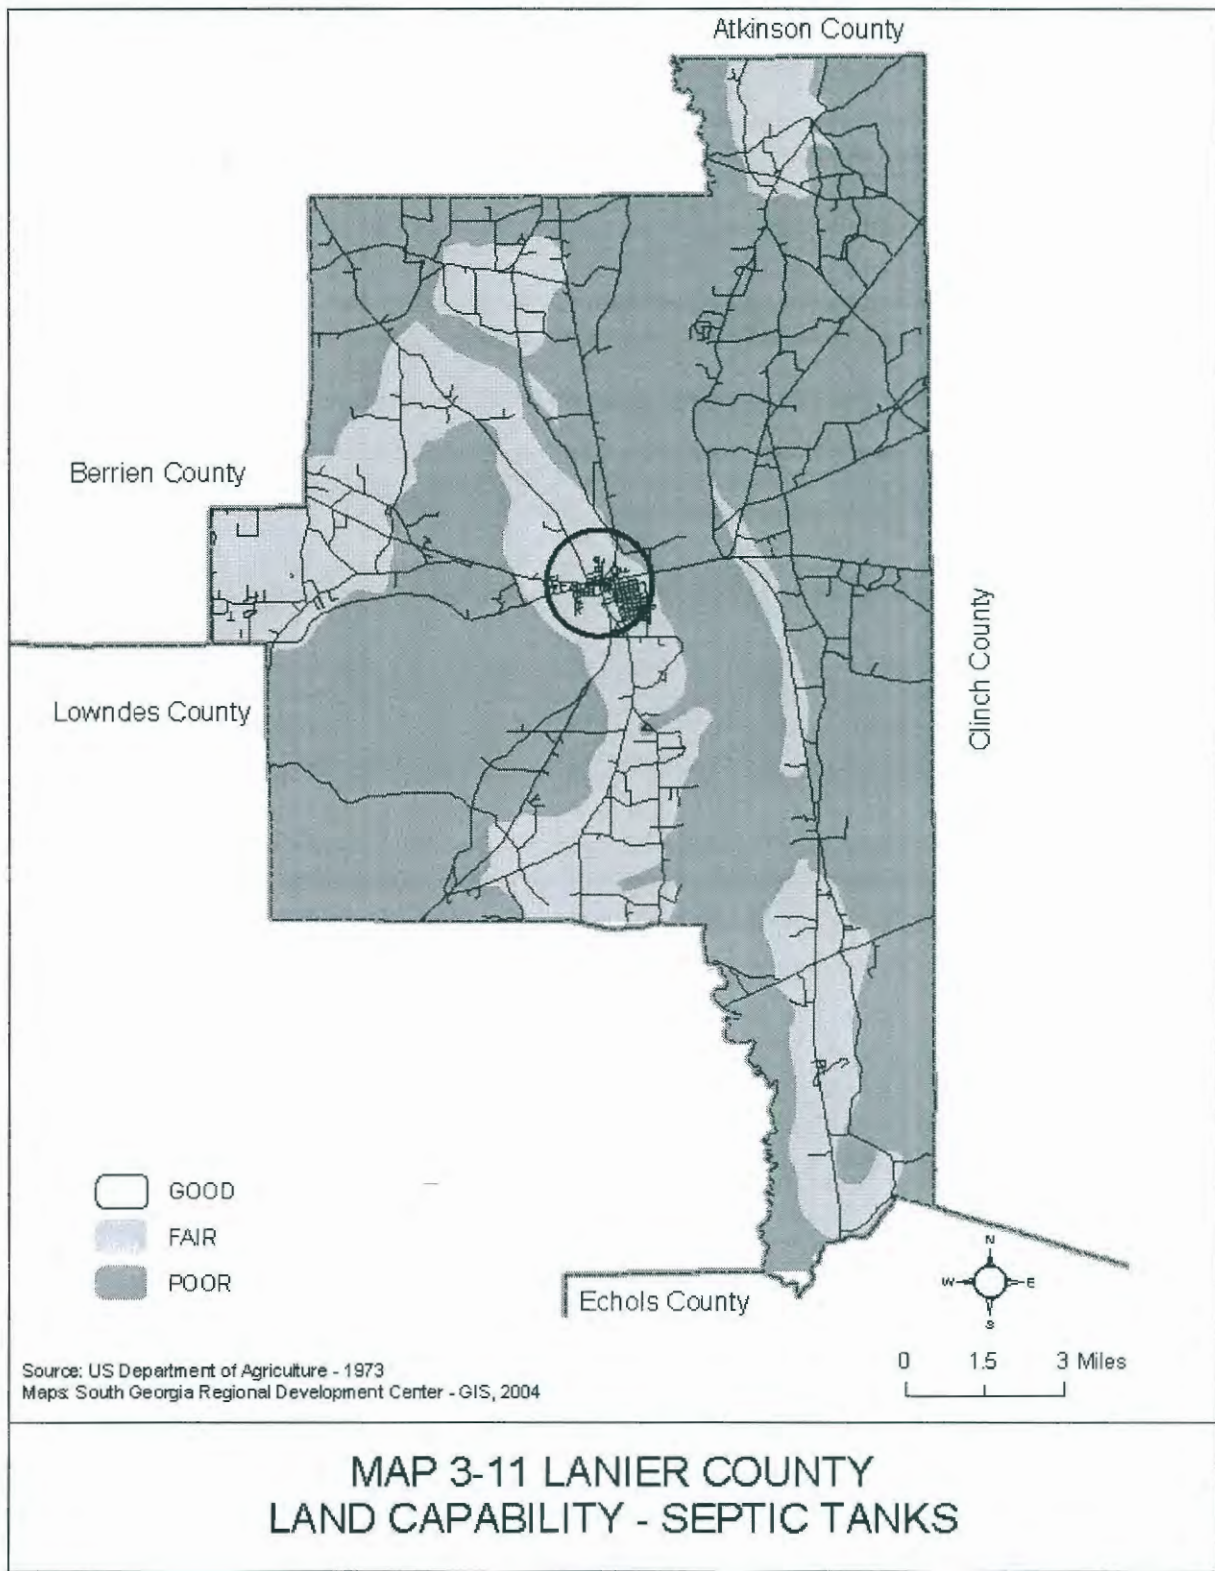 Atkinson County
Berrien County
Lowndes County
Clinch County
GOOD
FAIR
POOR
Echols County
N
W
E
S
Source: US Department of Agriculture - 1973
Maps: South Georgia Regional Development Center - GIS, 2004
0 1.5 3 Miles
MAP 3-11 LANIER COUNTY
LAND CAPABILITY - SEPTIC TANKS